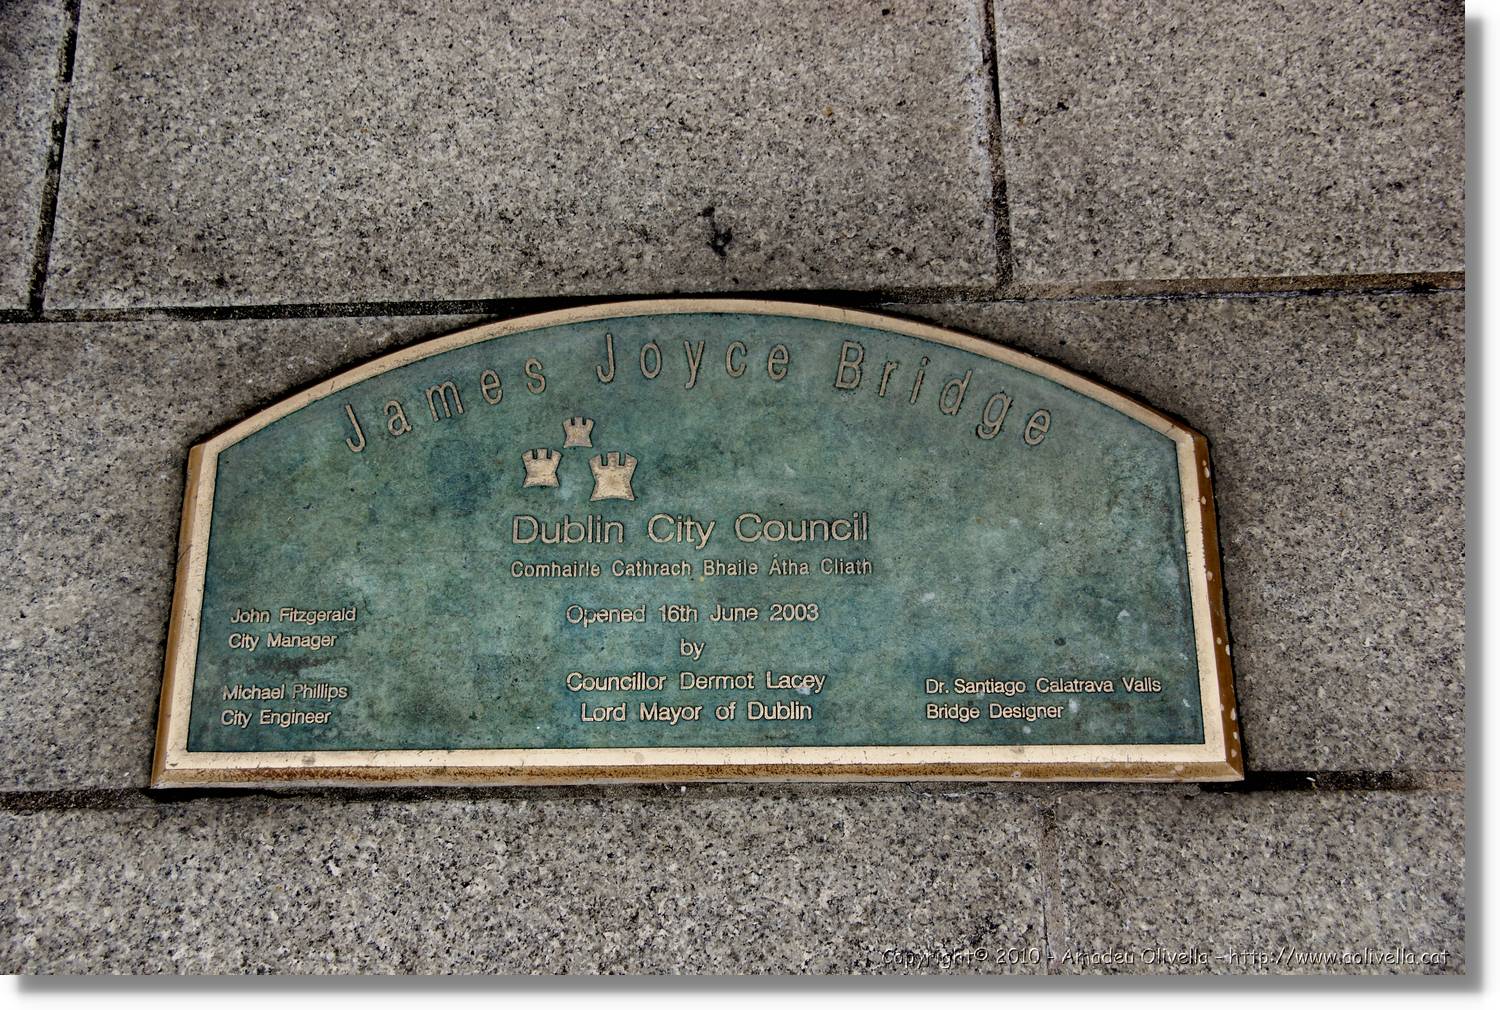 James Joyce Bridge
Dublin City Council
Comhairle Cathrach Bhaile Átha Cliath
John Fitzgerald
City Manager
Michael Phillips
City Engineer
Opened 16th June 2003
by
Councillor Dermot Lacey
Lord Mayor of Dublin
Dr. Santiago Calatrava Valls
Bridge Designer
Copyright© 2010 - Amadeu Olivella - http://www.aolivella.cat